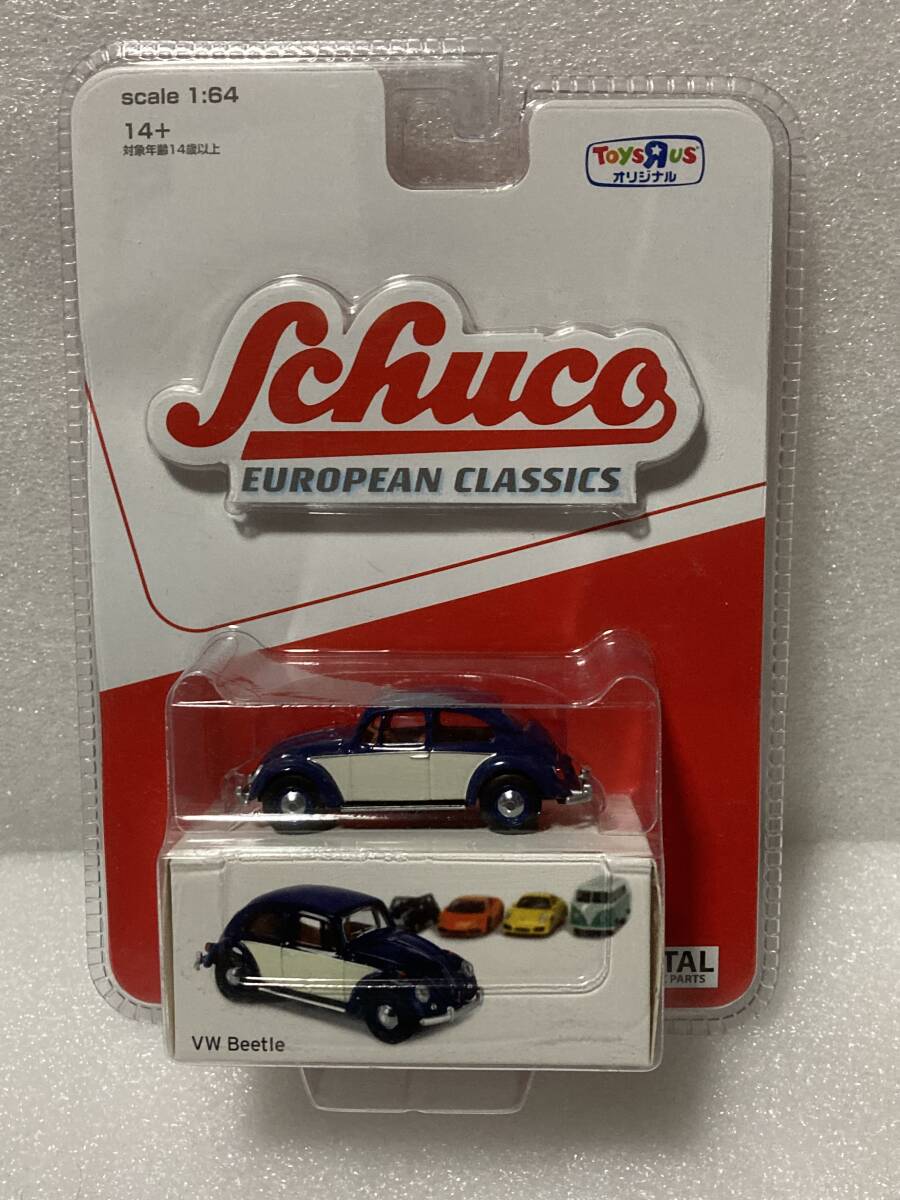 scale 1:64
14+
対象年齢14歳以上
TOYSЯUS
オリジナル
Schuco
EUROPEAN CLASSICS
TAL
PARTS
VW Beetle